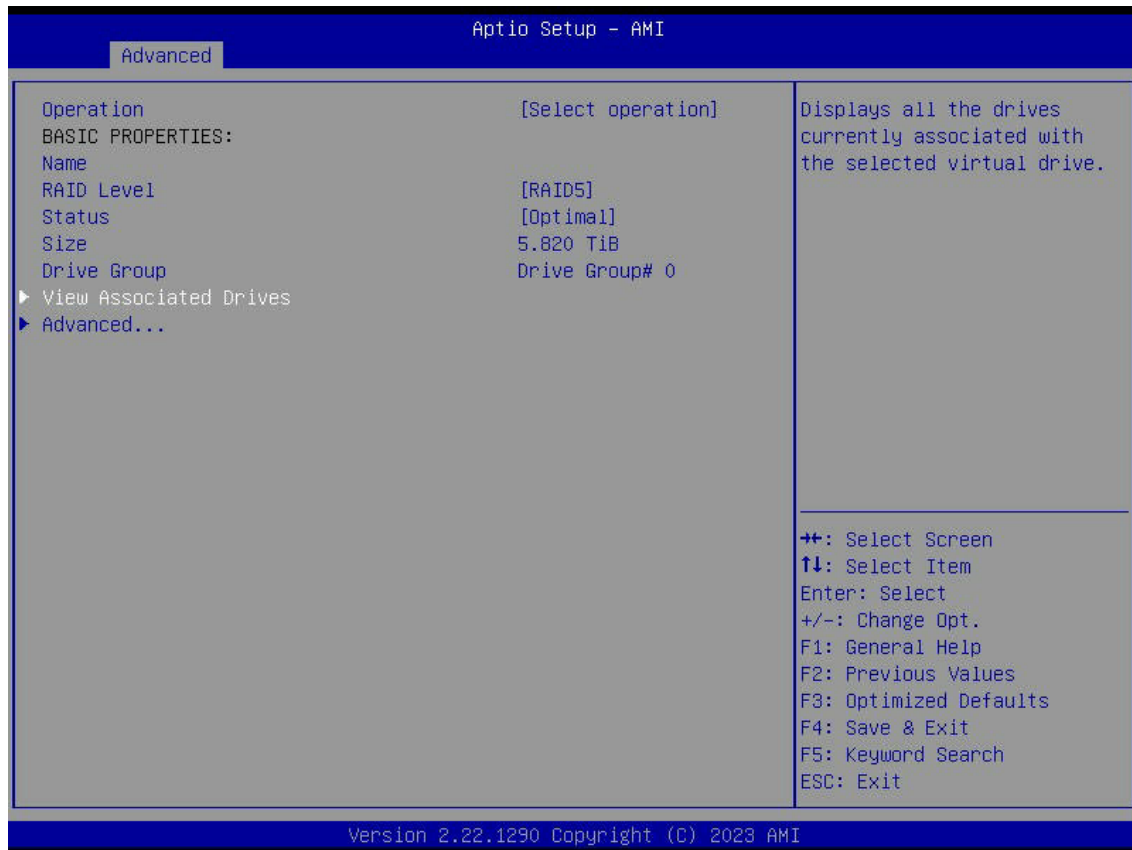 Aptio Setup - AMI
Advanced
Operation [Select operation]
BASIC PROPERTIES:
Name
RAID Level [RAID5]
Status [Optimal]
Size 5.820 TiB
Drive Group Drive Group# 0
▶ View Associated Drives
▶ Advanced...
Displays all the drives
currently associated with
the selected virtual drive.
→←: Select Screen
↑↓: Select Item
Enter: Select
+/-: Change Opt.
F1: General Help
F2: Previous Values
F3: Optimized Defaults
F4: Save & Exit
F5: Keyword Search
ESC: Exit
Version 2.22.1290 Copyright (C) 2023 AMI